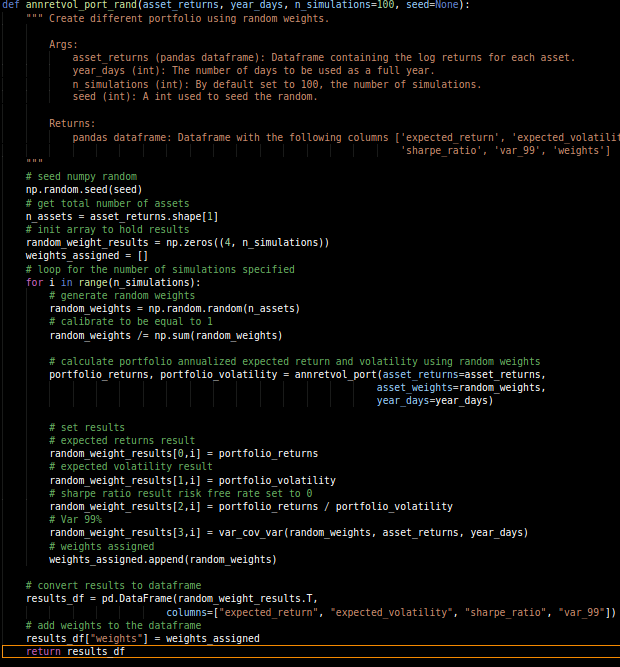 def annretvol_port_rand(asset_returns, year_days, n_simulations=100, seed=None):
""" Create different portfolio using random weights.
Args:
asset_returns (pandas dataframe): Dataframe containing the log returns for each asset.
year_days (int): The number of days to be used as a full year.
n_simulations (int): By default set to 100, the number of simulations.
seed (int): A int used to seed the random.
Returns:
pandas dataframe: Dataframe with the following columns ['expected_return', 'expected_volatilit
'sharpe_ratio', 'var_99', 'weights']
"""
# seed numpy random
np.random.seed(seed)
# get total number of assets
n_assets = asset_returns.shape[1]
# init array to hold results
random_weight_results = np.zeros((4, n_simulations))
weights_assigned = []
# loop for the number of simulations specified
for i in range(n_simulations):
# generate random weights
random_weights = np.random.random(n_assets)
# calibrate to be equal to 1
random_weights /= np.sum(random_weights)
# calculate portfolio annualized expected return and volatility using random weights
portfolio_returns, portfolio_volatility = annretvol_port(asset_returns=asset_returns,
asset_weights=random_weights,
year_days=year_days)
# set results
# expected returns result
random_weight_results[0,i] = portfolio_returns
# expected volatility result
random_weight_results[1,i] = portfolio_volatility
# sharpe ratio result risk free rate set to 0
random_weight_results[2,i] = portfolio_returns / portfolio_volatility
# Var 99%
random_weight_results[3,i] = var_cov_var(random_weights, asset_returns, year_days)
# weights assigned
weights_assigned.append(random_weights)
# convert results to dataframe
results_df = pd.DataFrame(random_weight_results.T,
columns=["expected_return", "expected_volatility", "sharpe_ratio", "var_99"])
# add weights to the dataframe
results_df["weights"] = weights_assigned
return results_df